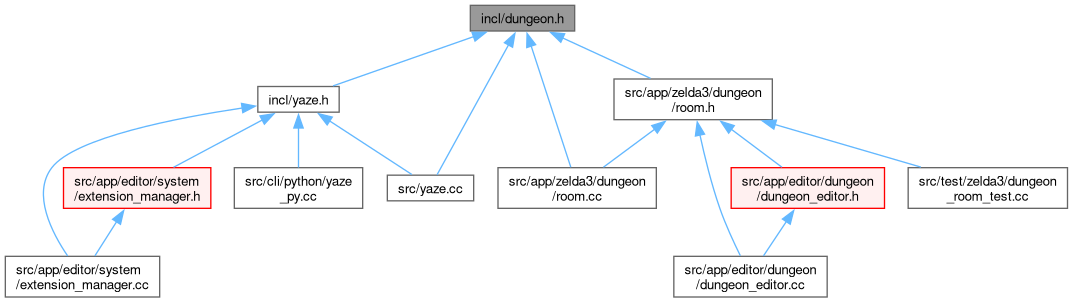 incl/dungeon.h
incl/yaze.h
src/app/zelda3/dungeon
/room.h
src/app/editor/system
/extension_manager.h
src/cli/python/yaze
_py.cc
src/yaze.cc
src/app/zelda3/dungeon
/room.cc
src/app/editor/dungeon
/dungeon_editor.h
src/test/zelda3/dungeon
_room_test.cc
src/app/editor/system
/extension_manager.cc
src/app/editor/dungeon
/dungeon_editor.cc